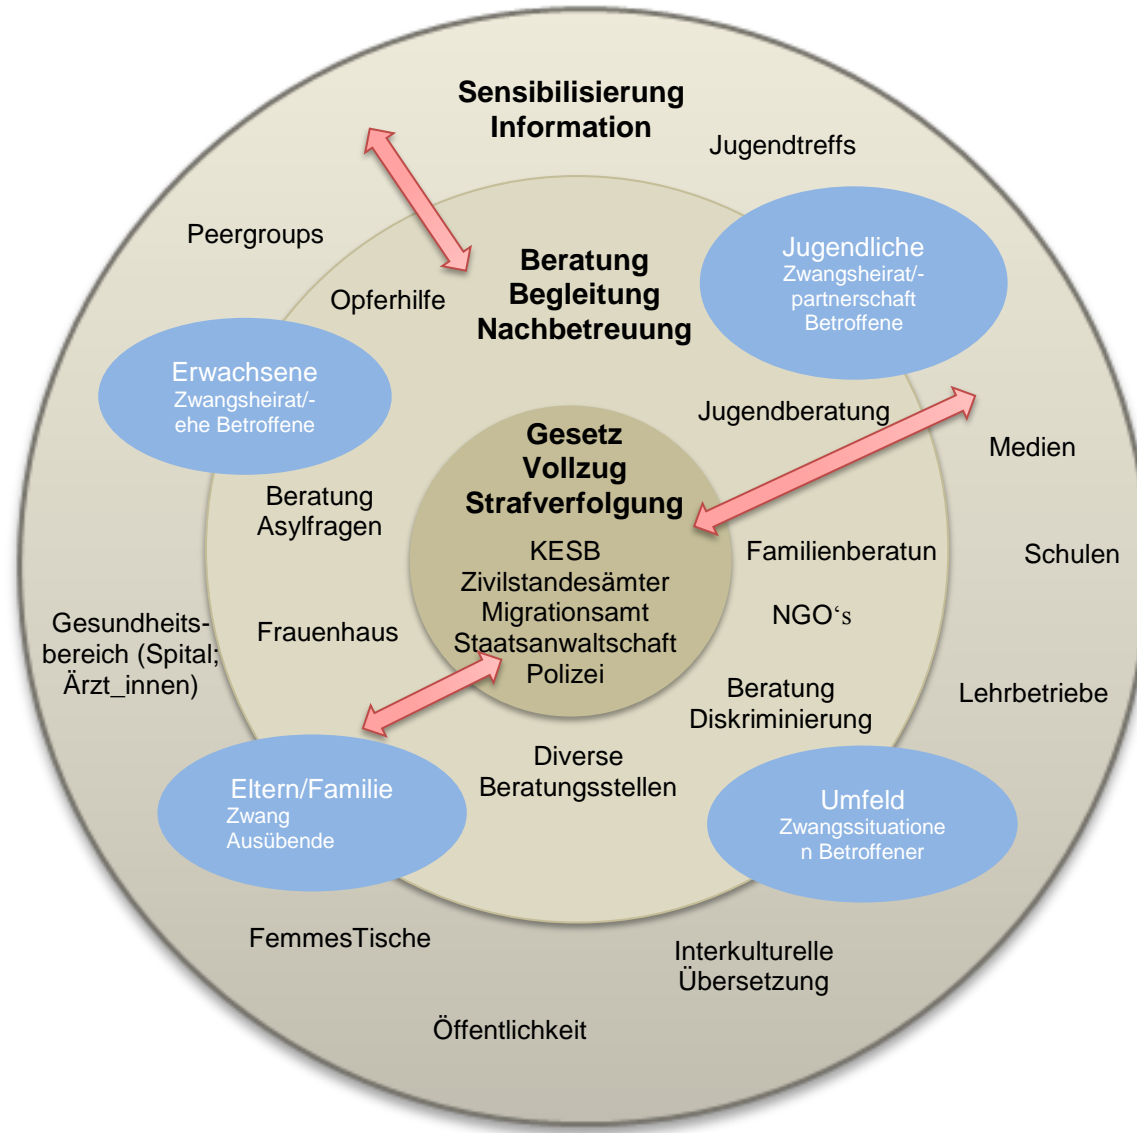 Sensibilisierung
Information
Jugendtreffs
Peergroups
Jugendliche
Zwangsheirat/-
partnerschaft
Betroffene
Beratung
Begleitung
Nachbetreuung
Opferhilfe
Erwachsene
Zwangsheirat/-
ehe Betroffene
Jugendberatung
Medien
Gesetz
Vollzug
Strafverfolgung
KESB
Zivilstandesämter
Migrationsamt
Staatsanwaltschaft
Polizei
Beratung
Asylfragen
Familienberatun
Schulen
NGO‘s
Frauenhaus
Gesundheits-
bereich (Spital;
Ärzt_innen)
Beratung
Diskriminierung
Lehrbetriebe
Diverse
Beratungsstellen
Eltern/Familie
Zwang
Ausübende
Umfeld
Zwangssituatione
n Betroffener
FemmesTische
Interkulturelle
Übersetzung
Öffentlichkeit